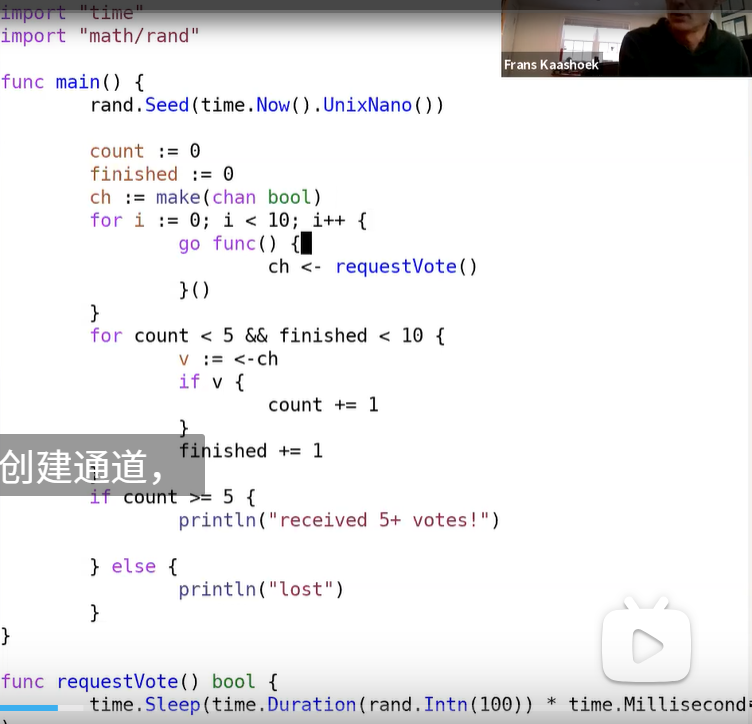 import "time"
import "math/rand"
Frans Kaashoek
func main() {
rand.Seed(time.Now().UnixNano())
count := 0
finished := 0
ch := make(chan bool)
for i := 0; i < 10; i++ {
go func() {
ch <- requestVote()
}()
}
for count < 5 && finished < 10 {
v := <-ch
if v {
count += 1
}
finished += 1
创建通道，
if count >= 5 {
println("received 5+ votes!")
} else {
println("lost")
}
}
func requestVote() bool {
time.Sleep(time.Duration(rand.Intn(100)) * time.Millisecond